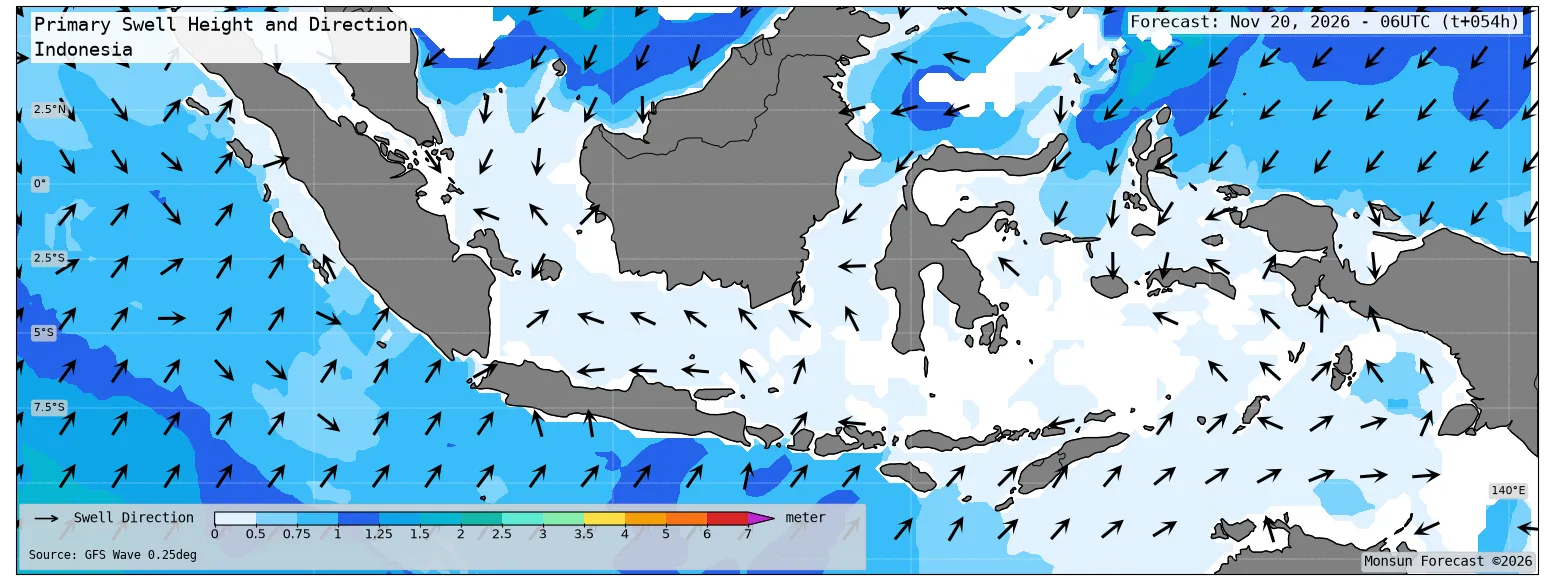 Primary Swell Height and Direction
Indonesia
Forecast: Nov 20, 2026 - 06UTC (t+054h)
2.5°N
0°
2.5°S
5°S
7.5°S
140°E
Swell Direction
0 0.5 0.75 1 1.25 1.5 2 2.5 3 3.5 4 5 6 7
meter
Source: GFS Wave 0.25deg
Monsun Forecast ©2026